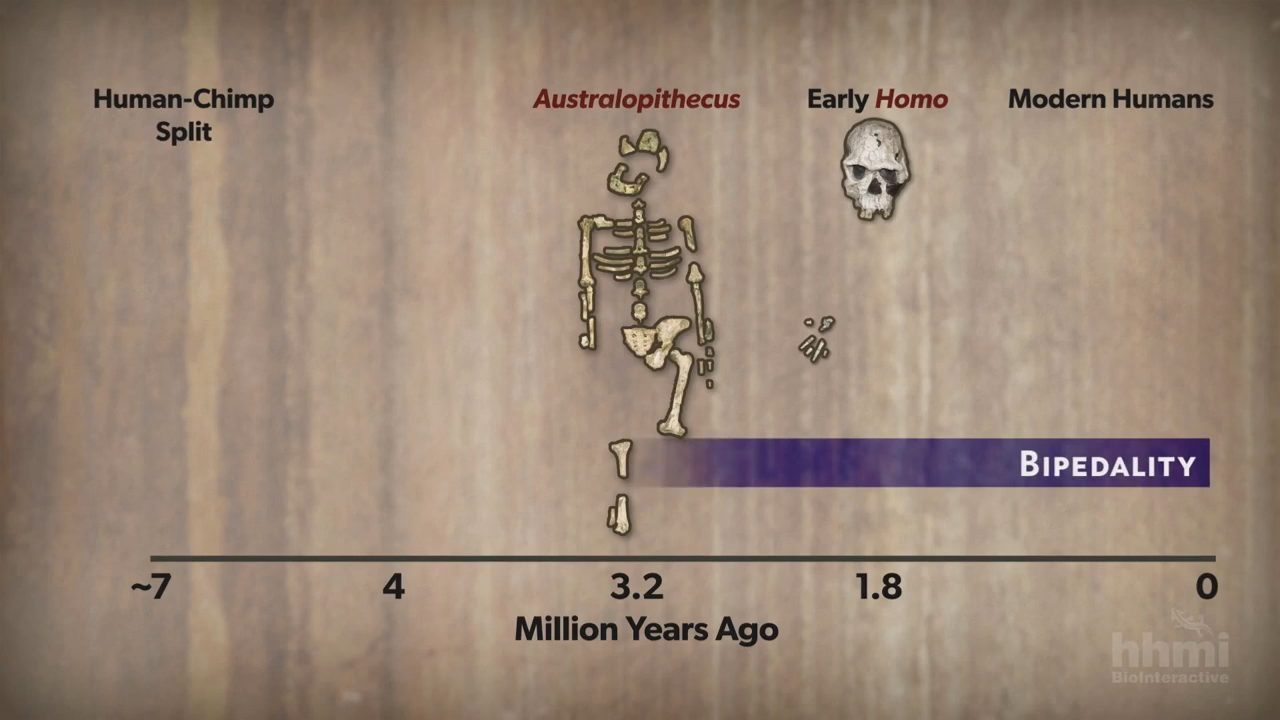 Human-Chimp
Split
Australopithecus
Early Homo
Modern Humans
BIPEDALITY
~7
4
3.2
1.8
0
Million Years Ago
hhmi
BioInteractive